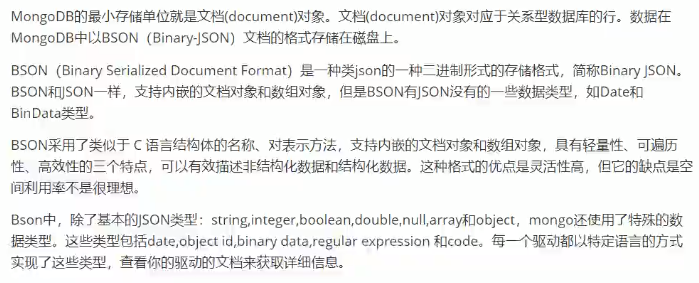 MongoDB的最小存储单位就是文档(document)对象。文档(document)对象对应于关系型数据库的行。数据在
MongoDB中以BSON（Binary-JSON）文档的格式存储在磁盘上。
BSON（Binary Serialized Document Format）是一种类json的一种二进制形式的存储格式，简称Binary JSON。
BSON和JSON一样，支持内嵌的文档对象和数组对象，但是BSON有JSON没有的一些数据类型，如Date和
BinData类型。
BSON采用了类似于 C 语言结构体的名称、对表示方法，支持内嵌的文档对象和数组对象，具有轻量性、可遍历
性、高效性的三个特点，可以有效描述非结构化数据和结构化数据。这种格式的优点是灵活性高，但它的缺点是空
间利用率不是很理想。
Bson中，除了基本的JSON类型：string,integer,boolean,double,null,array和object，mongo还使用了特殊的数
据类型。这些类型包括date,object id,binary data,regular expression 和code。每一个驱动都以特定语言的方式
实现了这些类型，查看你的驱动的文档来获取详细信息。